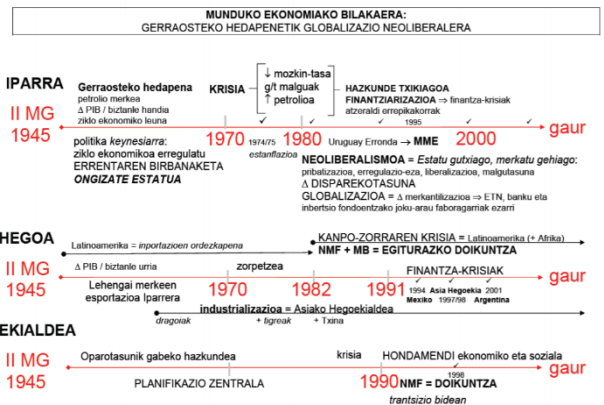 MUNDUKO EKONOMIAKO BILAKAERA:
GERRAOSTEKO HEDAPENETIK GLOBALIZAZIO NEOLIBERALERA
IPARRA
II MG
1945
Gerraosteko hedapena
petrolio merkea
Δ PIB / biztanle handia
ziklo ekonomiko leuna
KRISIA
↓ mozkin-tasa
g/t malguak
↑ petrolioa
HAZKUNDE TXIKIAGOA
FINANTZIARIZAZIOA ⇒ finantza-krisiak
atzeraldi errepikakorrak
1995
gaur
politika keynesiarra:
ziklo ekonomikoa erregulatu
ERRENTAREN BIRBANAKETA
ONGIZATE ESTATUA
1970
1974/75
estanflazioa
1980
Uruguay Erronda → MME
2000
NEOLIBERALISMOA = Estatu gutxiago, merkatu gehiago:
pribatizazioa, erregulazio-eza, liberalizazioa, malgutasuna
Δ DISPAREKOTASUNA
GLOBALIZAZIOA = Δ merkantilizazioa ⇒ ETN, banku eta
inbertsio fondoentzako joku-arau faboragarriak ezarri
HEGOA
Latinoamerika = inportazioen ordezkapena
KANPO-ZORRAREN KRISIA = Latinoamerika (+ Afrika)
NMF + MB = EGITURAZKO DOIKUNTZA
II MG
1945
Δ PIB / biztanle urria
zorpetzea
FINANTZA-KRISIAK
gaur
Lehengai merkeen
esportazioa Iparrera
1970
1982
1991
1994 Asia Hegoekia 2001
Mexiko 1997/98 Argentina
industrializazioa = Asiako Hegoekialdea
dragoiak + tigreak + Txina
EKIALDEA
II MG
1945
Oparotasunik gabeko hazkundea
krisia
HONDAMENDI ekonomiko eta soziala
gaur
PLANIFIKAZIO ZENTRALA
1990
1998
NMF = DOIKUNTZA
trantsizio bidean